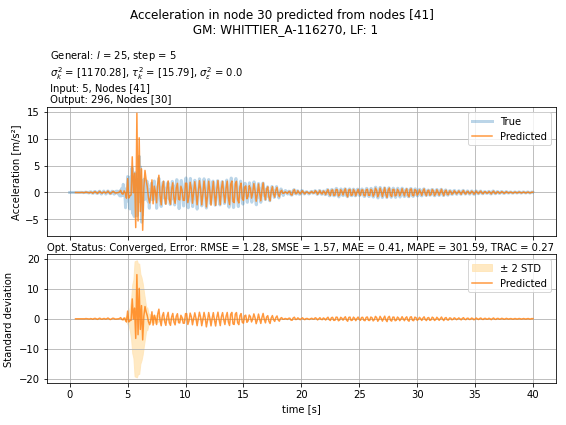 Acceleration in node 30 predicted from nodes [41]
GM: WHITTIER_A-116270, LF: 1
General: l = 25, step = 5
σ²ₖ = [1170.28], τ²ₖ = [15.79], σ²ₑ = 0.0
Input: 5, Nodes [41]
Output: 296, Nodes [30]
15
10
5
0
−5
Acceleration [m/s²]
True
Predicted
Opt. Status: Converged, Error: RMSE = 1.28, SMSE = 1.57, MAE = 0.41, MAPE = 301.59, TRAC = 0.27
20
10
0
−10
−20
Standard deviation
± 2 STD
Predicted
0 5 10 15 20 25 30 35 40
time [s]